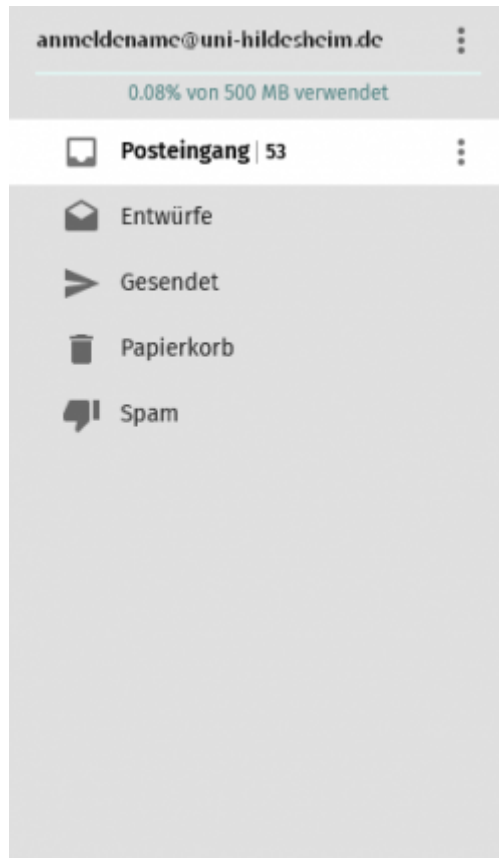 anmeldename@uni-hildesheim.de
0.08% von 500 MB verwendet
Posteingang | 53
Entwürfe
Gesendet
Papierkorb
Spam